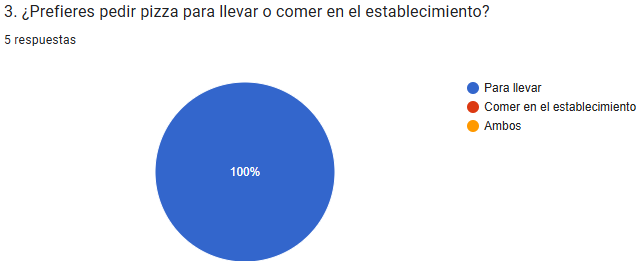 3. ¿Prefieres pedir pizza para llevar o comer en el establecimiento?
5 respuestas
Para llevar
Comer en el establecimiento
Ambos
100%